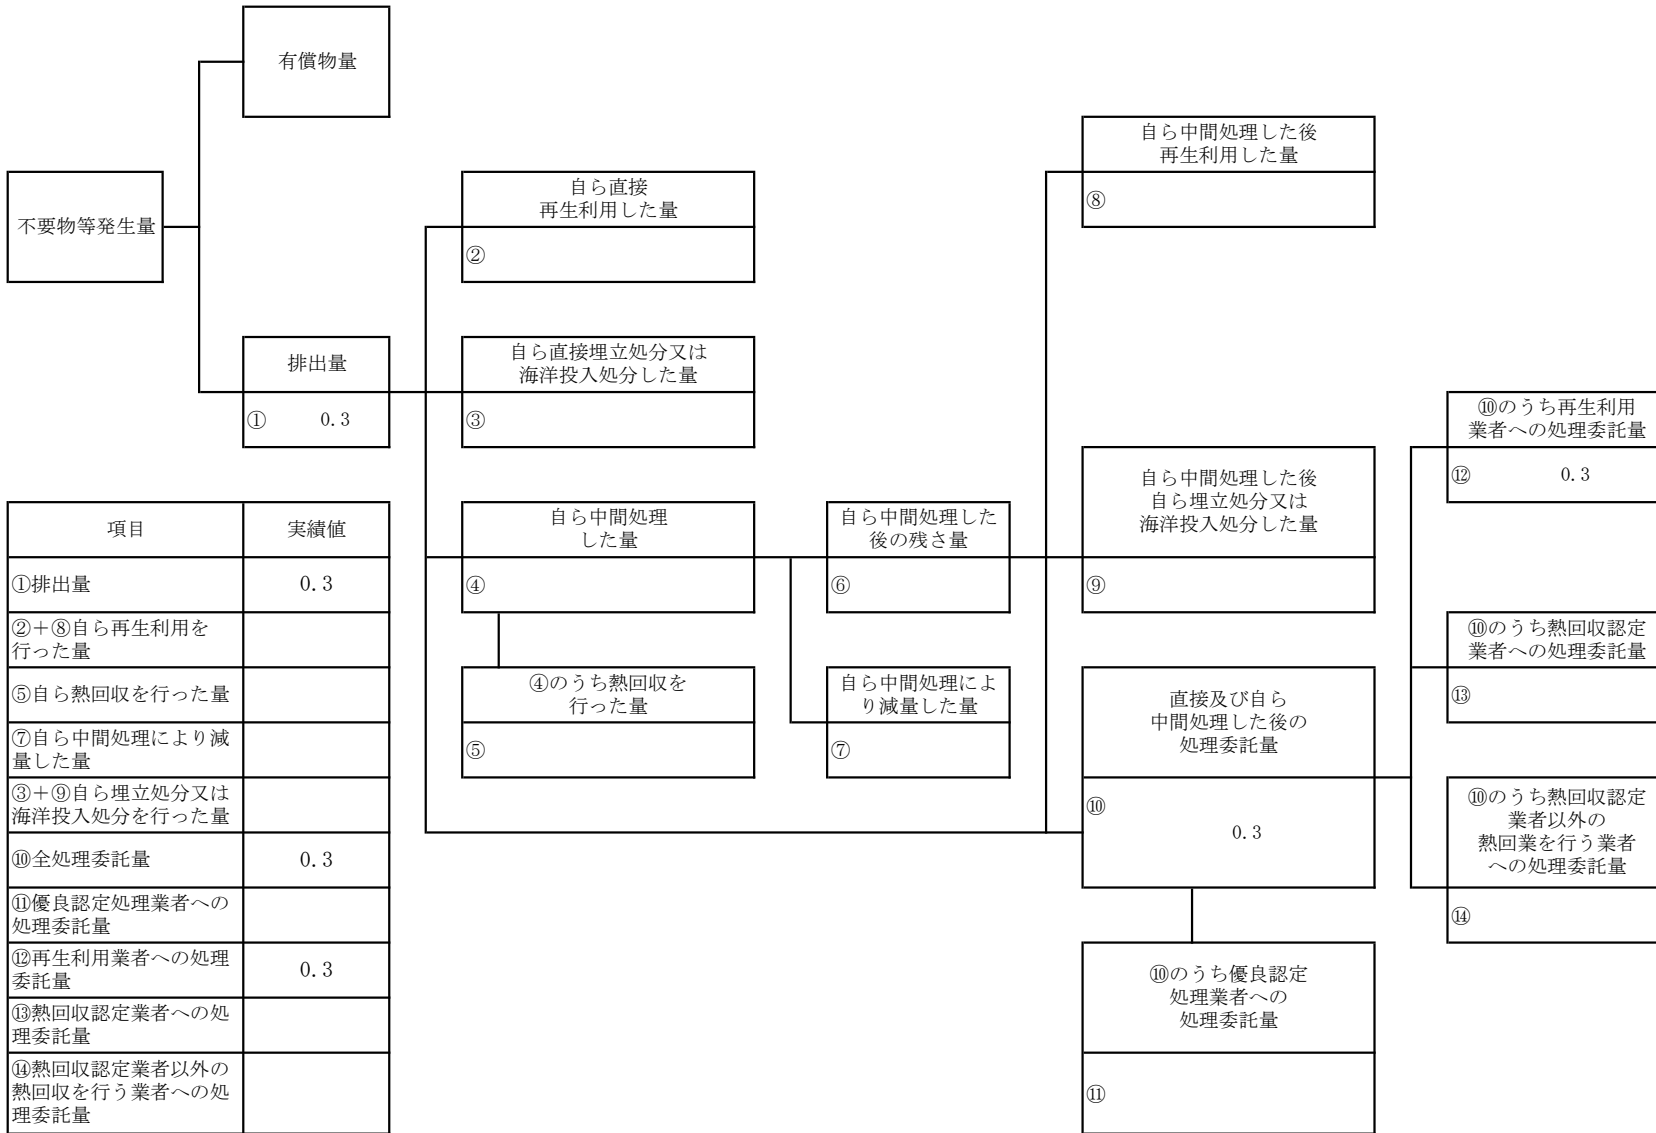 有償物量
不要物等発生量
排出量
① 0.3
自ら直接
再生利用した量
②
自ら直接埋立処分又は
海洋投入処分した量
③
自ら中間処理
した量
④
④のうち熱回収を
行った量
⑤
自ら中間処理した
後の残さ量
⑥
自ら中間処理によ
り減量した量
⑦
自ら中間処理した後
再生利用した量
⑧
自ら中間処理した後
自ら埋立処分又は
海洋投入処分した量
⑨
直接及び自ら
中間処理した後の
処理委託量
⑩
0.3
⑩のうち優良認定
処理業者への
処理委託量
⑪
⑩のうち再生利用
業者への処理委託量
⑫ 0.3
⑩のうち熱回収認定
業者への処理委託量
⑬
⑩のうち熱回収認定
業者以外の
熱回業を行う業者
への処理委託量
⑭
項目 実績値
①排出量 0.3
②＋⑧自ら再生利用を
行った量
⑤自ら熱回収を行った量
⑦自ら中間処理により減
量した量
③＋⑨自ら埋立処分又は
海洋投入処分を行った量
⑩全処理委託量 0.3
⑪優良認定処理業者への
処理委託量
⑫再生利用業者への処理
委託量 0.3
⑬熱回収認定業者への処
理委託量
⑭熱回収認定業者以外の
熱回収を行う業者への処
理委託量